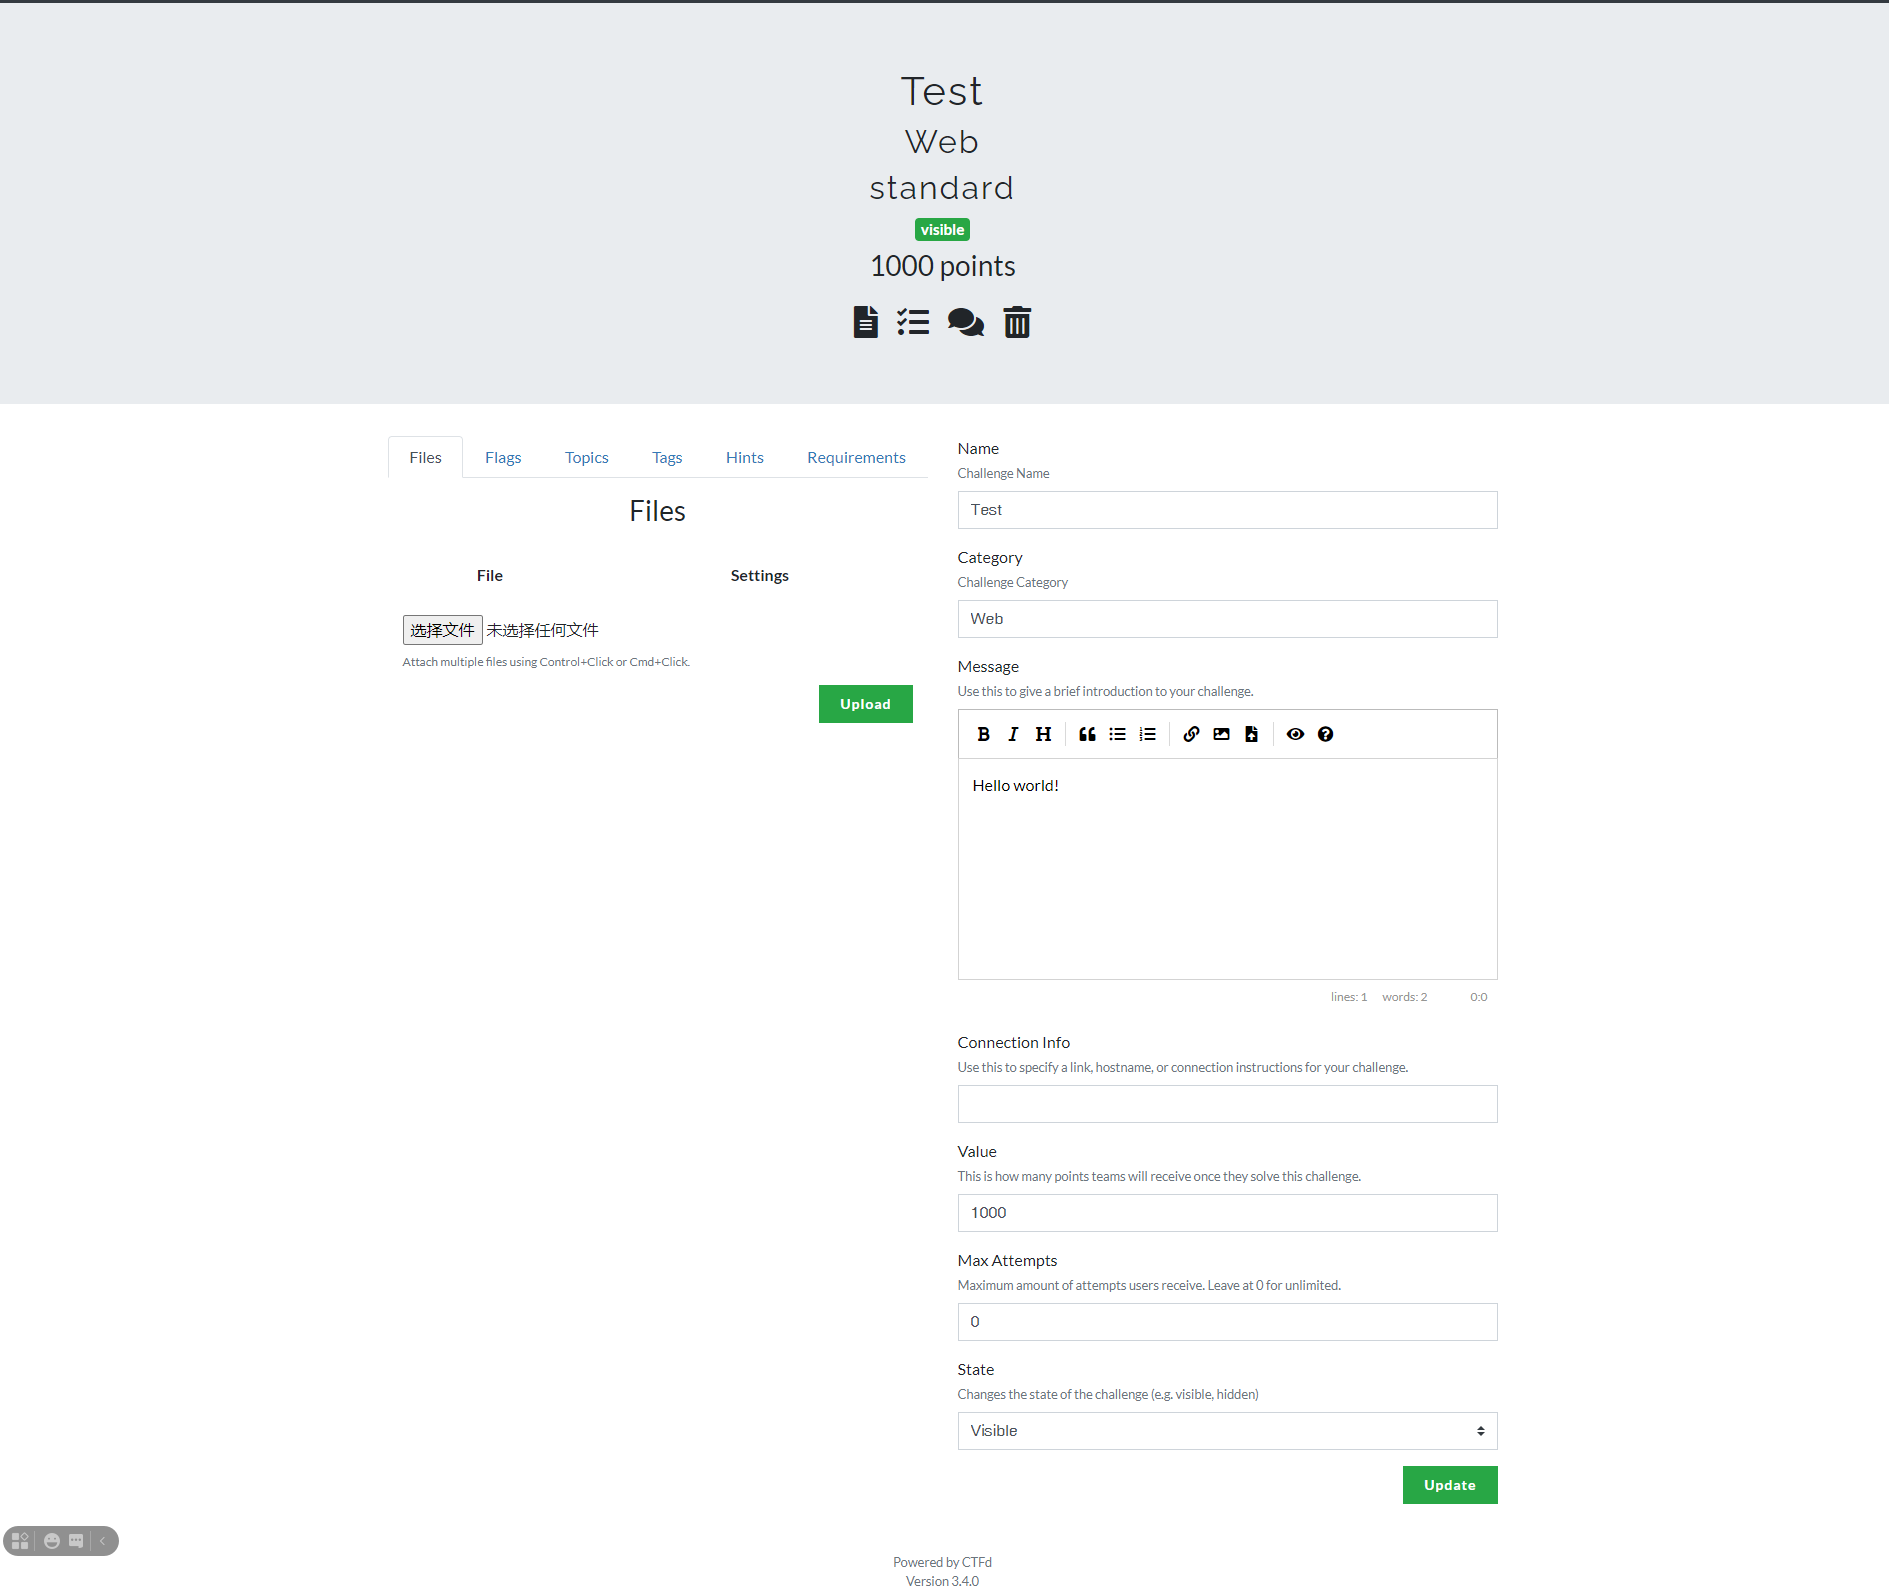 Test
Web
standard
visible
1000 points
Files
Flags
Topics
Tags
Hints
Requirements
Files
File
Settings
选择文件 未选择任何文件
Attach multiple files using Control+Click or Cmd+Click.
Upload
Name
Challenge Name
Test
Category
Challenge Category
Web
Message
Use this to give a brief introduction to your challenge.
B I H
Hello world!
lines: 1 words: 2 0:0
Connection Info
Use this to specify a link, hostname, or connection instructions for your challenge.
Value
This is how many points teams will receive once they solve this challenge.
1000
Max Attempts
Maximum amount of attempts users receive. Leave at 0 for unlimited.
0
State
Changes the state of the challenge (e.g. visible, hidden)
Visible
Update
Powered by CTFd
Version 3.4.0